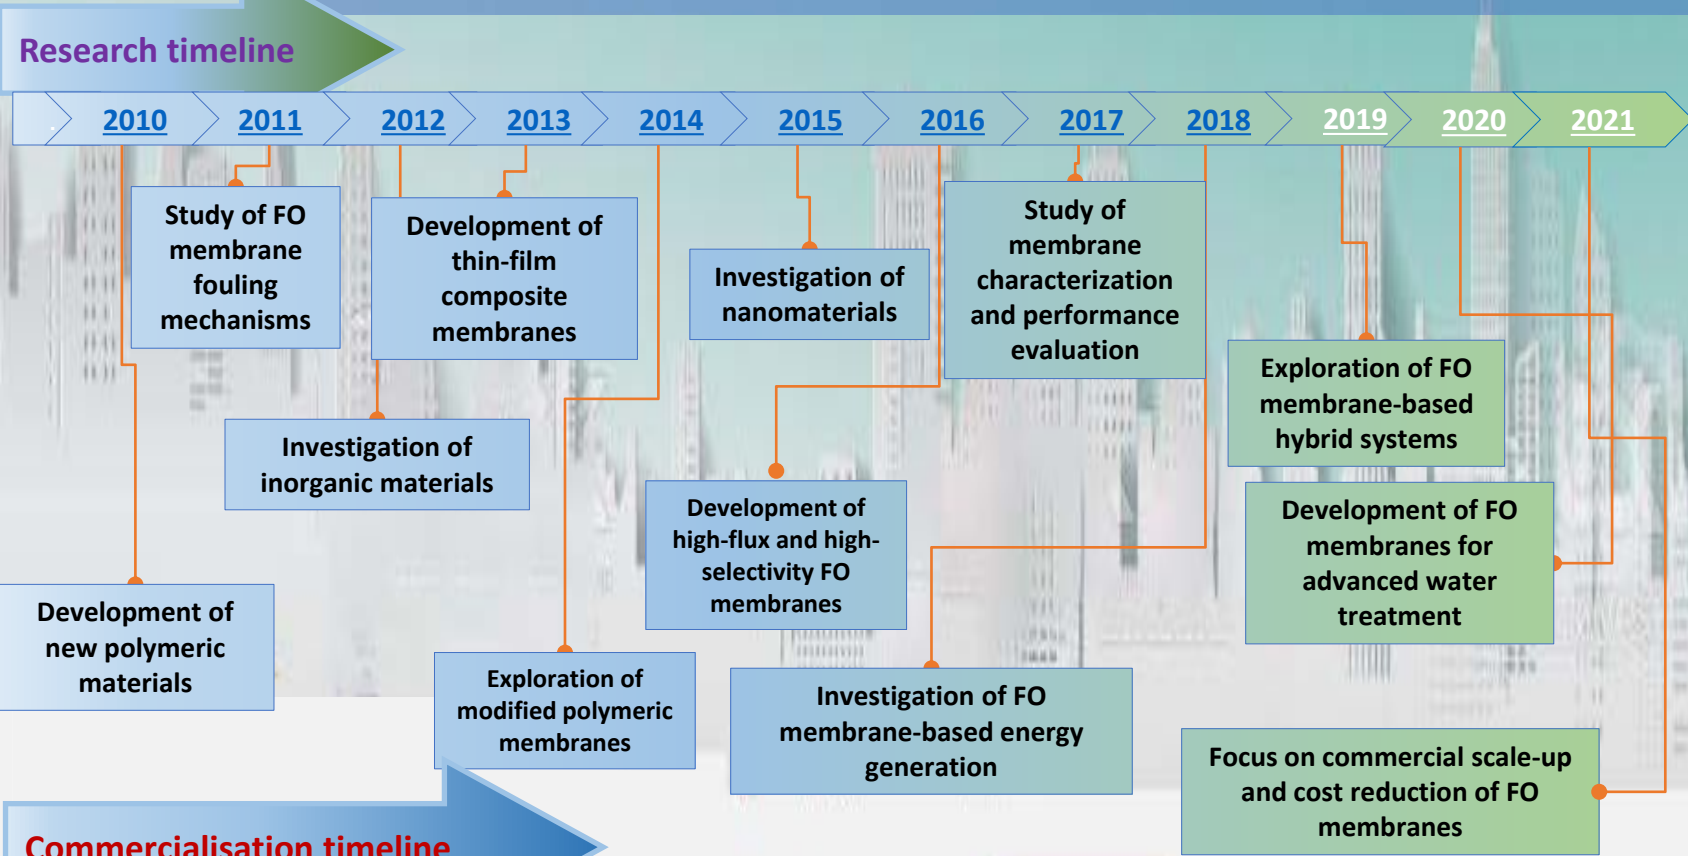 Research timeline
2010 2011 2012 2013 2014 2015 2016 2017 2018 2019 2020 2021
Study of FO
membrane
fouling
mechanisms
Development of
thin-film
composite
membranes
Investigation of
nanomaterials
Study of
membrane
characterization
and performance
evaluation
Exploration of FO
membrane-based
hybrid systems
Investigation of
inorganic materials
Development of
high-flux and high-
selectivity FO
membranes
Development of FO
membranes for
advanced water
treatment
Development of
new polymeric
materials
Exploration of
modified polymeric
membranes
Investigation of FO
membrane-based energy
generation
Focus on commercial scale-up
and cost reduction of FO
membranes
Commercialisation timeline